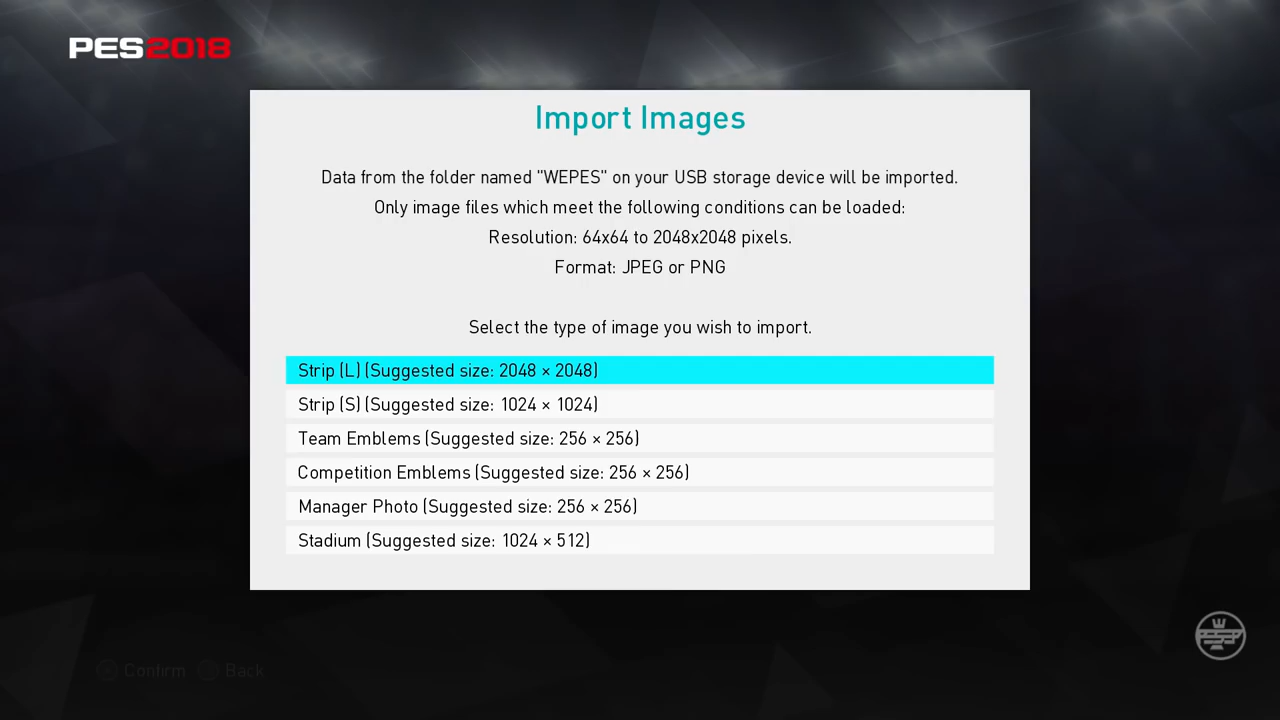 PES2018
Import Images
Data from the folder named "WEPES" on your USB storage device will be imported.
Only image files which meet the following conditions can be loaded:
Resolution: 64x64 to 2048x2048 pixels.
Format: JPEG or PNG
Select the type of image you wish to import.
Strip (L) (Suggested size: 2048 × 2048)
Strip (S) (Suggested size: 1024 × 1024)
Team Emblems (Suggested size: 256 × 256)
Competition Emblems (Suggested size: 256 × 256)
Manager Photo (Suggested size: 256 × 256)
Stadium (Suggested size: 1024 × 512)
Confirm Back